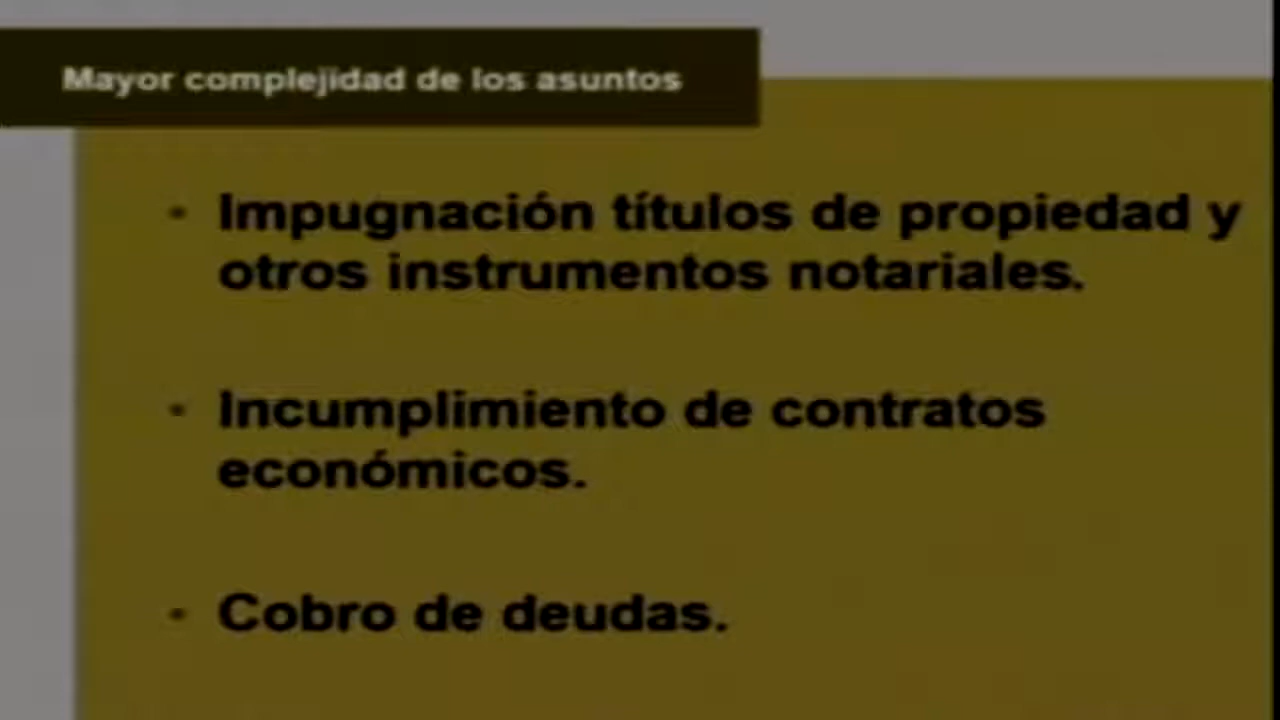 Mayor complejidad de los asuntos
- Impugnación títulos de propiedad y
otros instrumentos notariales.
- Incumplimiento de contratos
económicos.
- Cobro de deudas.